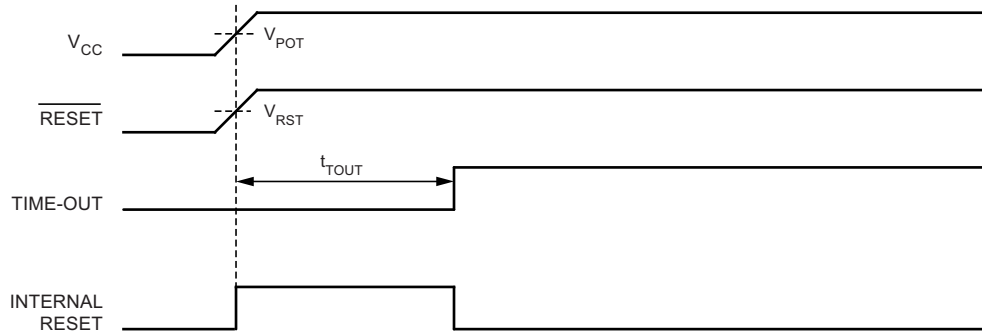 V_CC
V_POT
RESET
V_RST
t_TOUT
TIME-OUT
INTERNAL
RESET